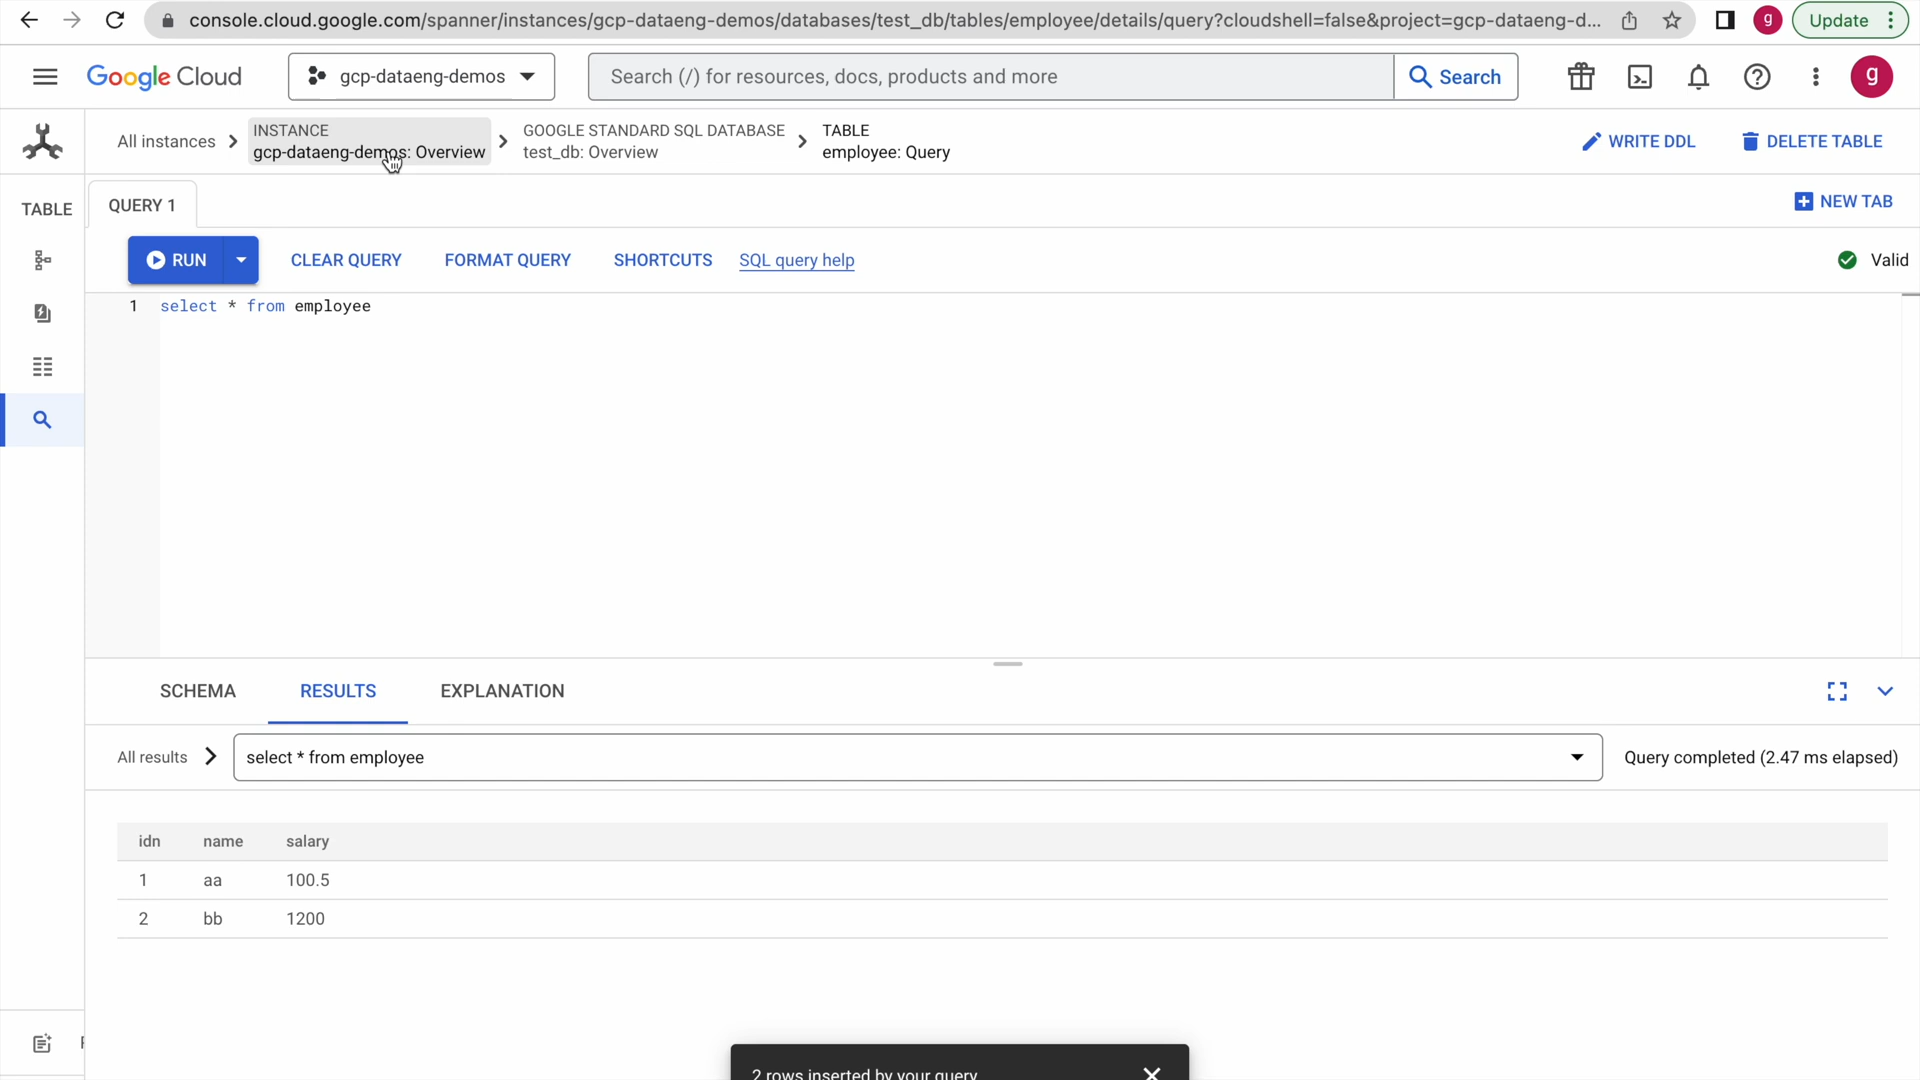 console.cloud.google.com/spanner/instances/gcp-dataeng-demos/databases/test_db/tables/employee/details/query?cloudshell=false&project=gcp-dataeng-d...
g
Update
Google Cloud
gcp-dataeng-demos
Search (/) for resources, docs, products and more
Search
g
All instances
INSTANCE
gcp-dataeng-demos: Overview
GOOGLE STANDARD SQL DATABASE
test_db: Overview
TABLE
employee: Query
WRITE DDL
DELETE TABLE
TABLE
QUERY 1
NEW TAB
RUN
CLEAR QUERY
FORMAT QUERY
SHORTCUTS
SQL query help
Valid
1 select * from employee
SCHEMA
RESULTS
EXPLANATION
All results
select * from employee
Query completed (2.47 ms elapsed)
idn name salary
1 aa 100.5
2 bb 1200
2 rows inserted by your query